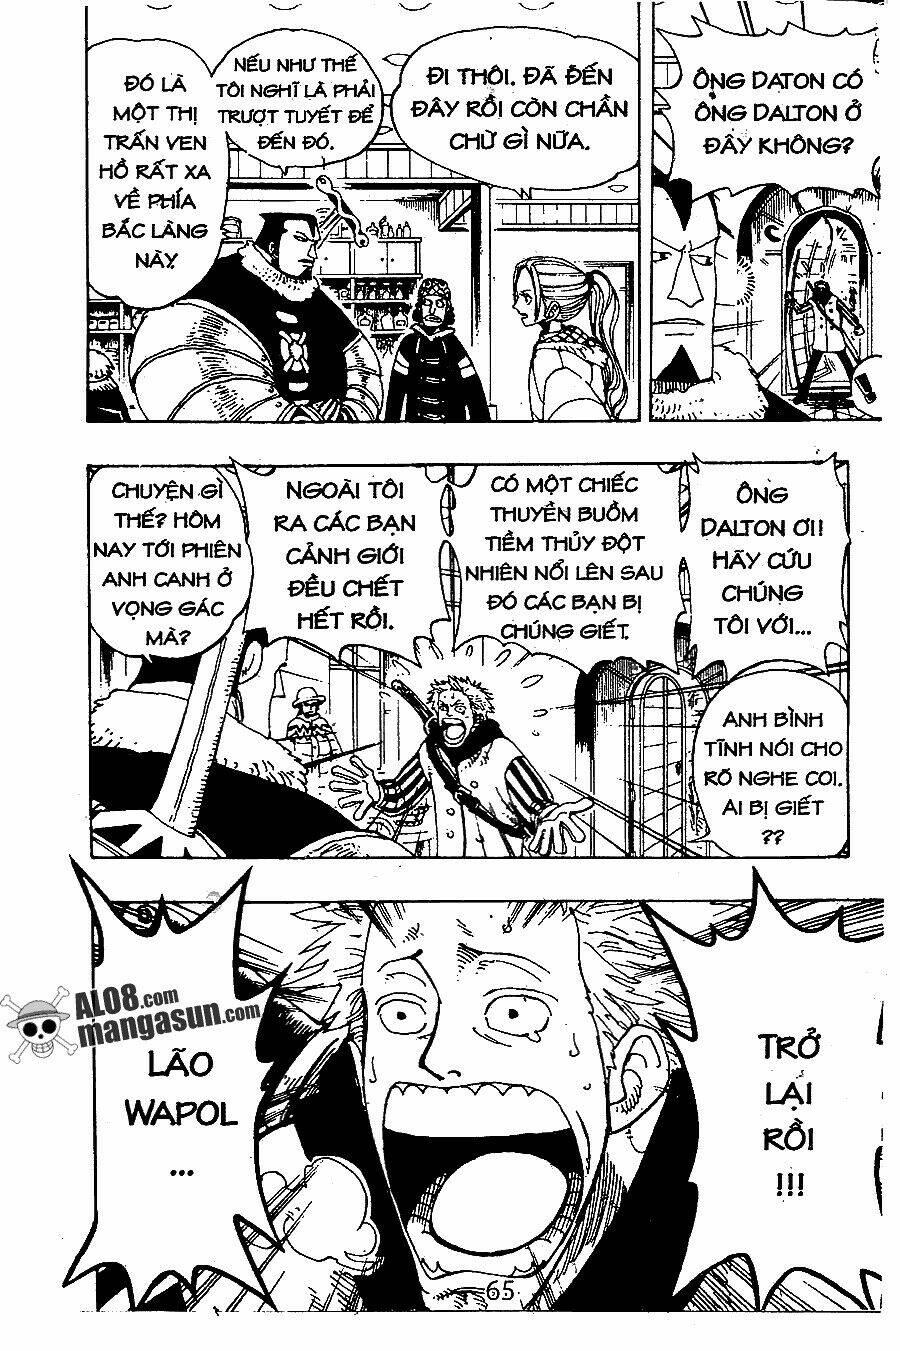 ĐÓ LÀ
MỘT THỊ
TRẤN VEN
HỒ RẤT XA
VỀ PHÍA
BẮC LÀNG
NÀY.
NẾU NHƯ THẾ
TÔI NGHĨ LÀ PHẢI
TRƯỢT TUYẾT ĐỂ
ĐẾN ĐÓ.
ĐI THÔI. ĐÃ ĐẾN
ĐÂY RỒI CÒN CHẦN
CHỪ GÌ NỮA.
ÔNG DATON CÓ
ÔNG DALTON Ở
ĐÂY KHÔNG?
CHUYỆN GÌ
THẾ? HÔM
NAY TỚI PHIÊN
ANH CANH Ở
VỌNG GÁC
MÀ?
NGOÀI TÔI
RA CÁC BẠN
CẢNH GIỚI
ĐỀU CHẾT
HẾT RỒI.
CÓ MỘT CHIẾC
THUYỀN BUỒM
TIỀM THỦY ĐỘT
NHIÊN NỔI LÊN SAU
ĐÓ CÁC BẠN BỊ
CHÚNG GIẾT.
ÔNG
DALTON ƠI!
HÃY CỨU
CHÚNG
TÔI VỚI...
ANH BÌNH
TĨNH NÓI CHO
RÕ NGHE COI.
AI BỊ GIẾT
??
LÃO
WAPOL
...
TRỞ
LẠI
RỒI
!!!
ALO8.com
mangasun.com
65